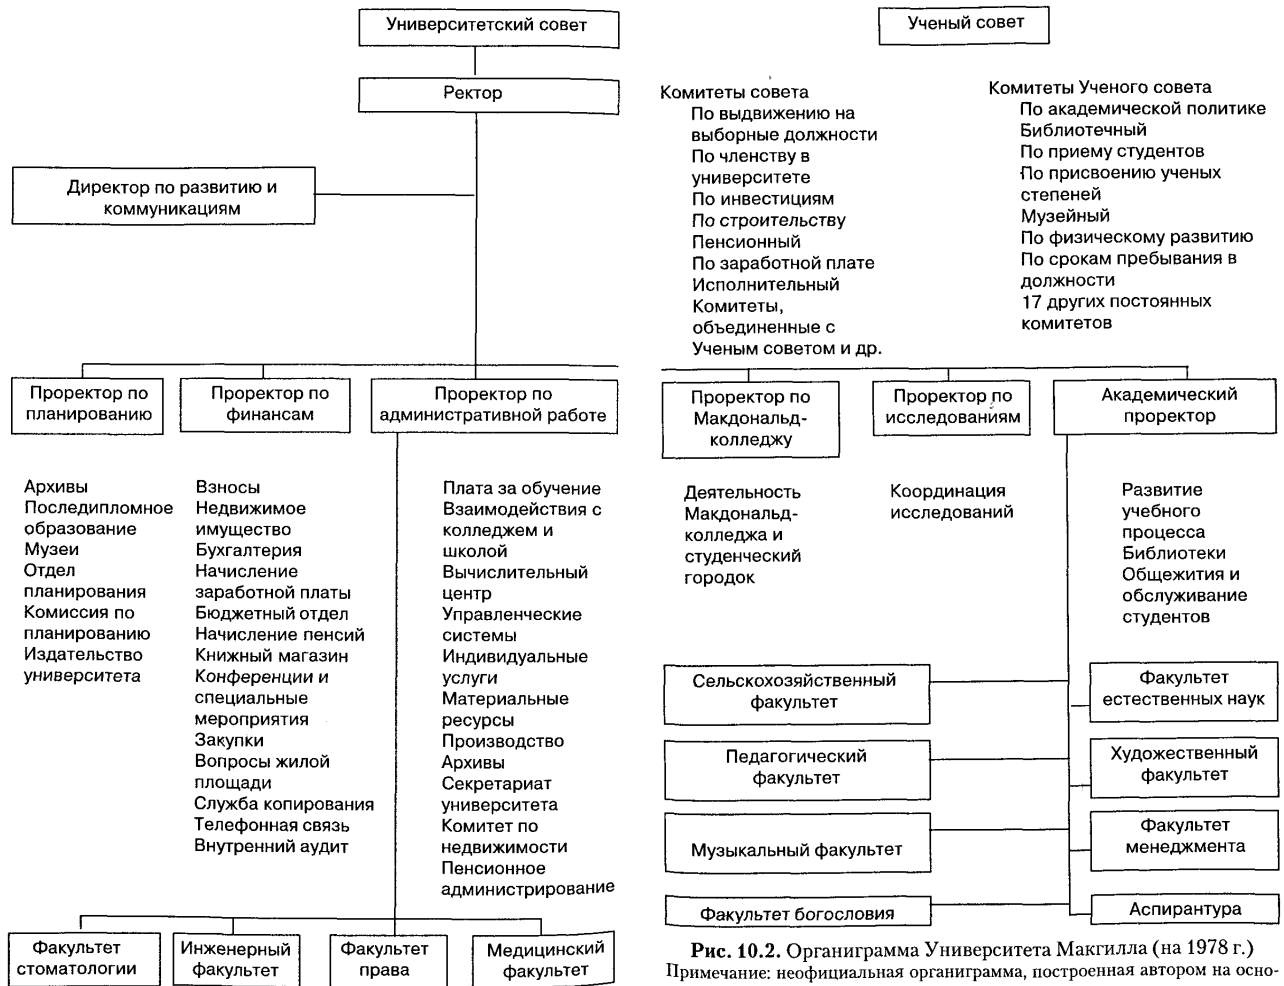 Университетский совет
Ректор
Директор по развитию и
коммуникациям
Ученый совет
Комитеты совета
По выдвижению на
выборные должности
По членству в
университете
По инвестициям
По строительству
Пенсионный
По заработной плате
Исполнительный
Комитеты,
объединенные с
Ученым советом и др.
Комитеты Ученого совета
По академической политике
Библиотечный
По приему студентов
По присвоению ученых
степеней
Музейный
По физическому развитию
По срокам пребывания в
должности
17 других постоянных
комитетов
Проректор по
планированию
Проректор по
финансам
Проректор по
административной работе
Проректор по
Макдональд-
колледжу
Проректор по
исследованиям
Академический
проректор
Архивы
Последипломное
образование
Музеи
Отдел
планирования
Комиссия по
планированию
Издательство
университета
Взносы
Недвижимое
имущество
Бухгалтерия
Начисление
заработной платы
Бюджетный отдел
Начисление пенсий
Книжный магазин
Конференции и
специальные
мероприятия
Закупки
Вопросы жилой
площади
Служба копирования
Телефонная связь
Внутренний аудит
Плата за обучение
Взаимодействия с
колледжем и
школой
Вычислительный
центр
Управленческие
системы
Индивидуальные
услуги
Материальные
ресурсы
Производство
Архивы
Секретариат
университета
Комитет по
недвижимости
Пенсионное
администрирование
Деятельность
Макдональд-
колледжа и
студенческий
городок
Координация
исследований
Развитие
учебного
процесса
Библиотеки
Общежития и
обслуживание
студентов
Сельскохозяйственный
факультет
Факультет
естественных наук
Педагогический
факультет
Художественный
факультет
Музыкальный факультет
Факультет
менеджмента
Факультет богословия
Аспирантура
Факультет
стоматологии
Инженерный
факультет
Факультет
права
Медицинский
факультет
Рис. 10.2. Органиграмма Университета Макгилла (на 1978 г.)
Примечание: неофициальная органиграмма, построенная автором на осно-